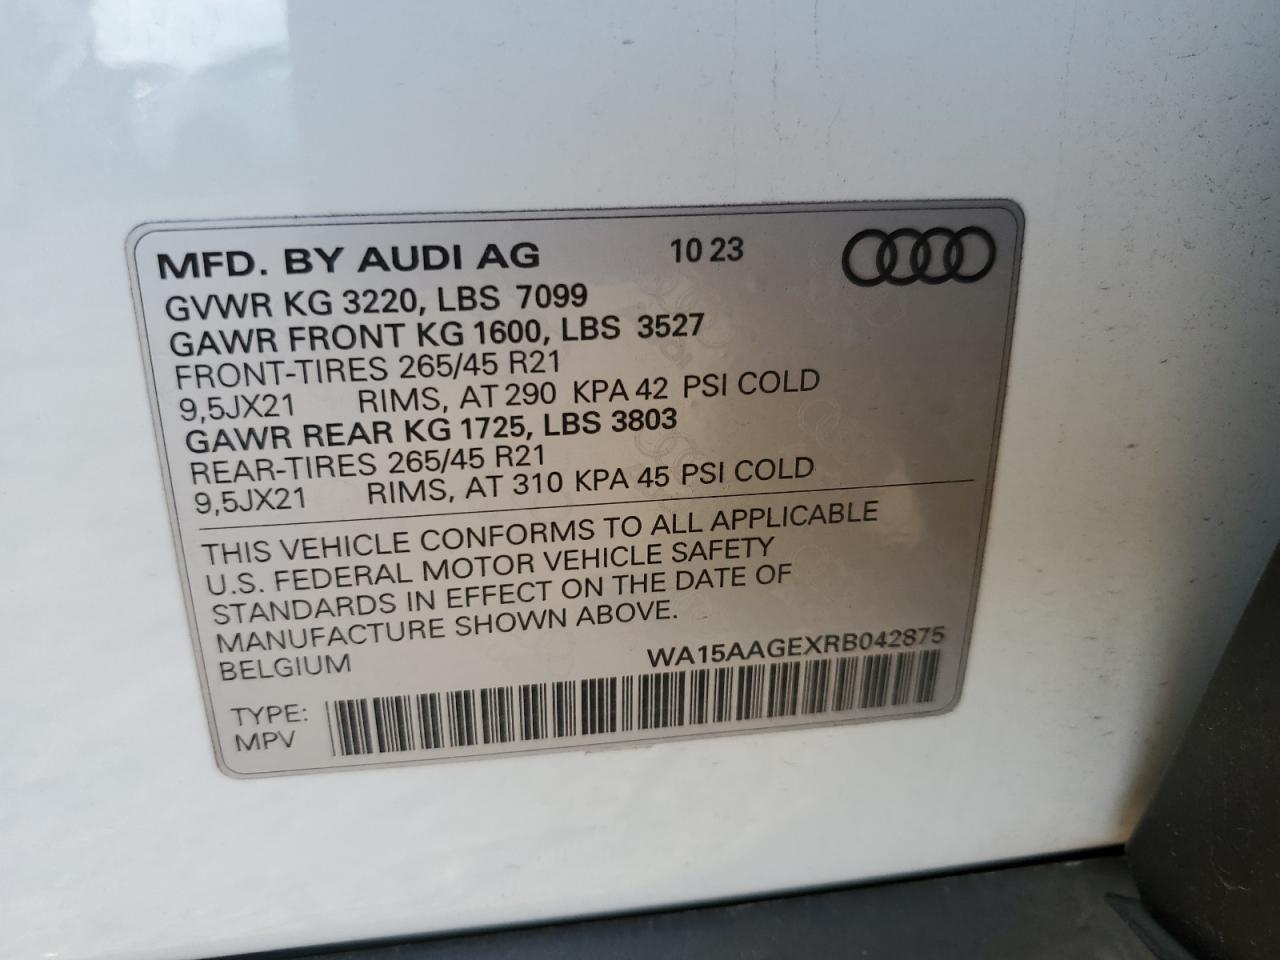 MFD. BY AUDI AG 10 23
GVWR KG 3220, LBS 7099
GAWR FRONT KG 1600, LBS 3527
FRONT-TIRES 265/45 R21
9,5JX21 RIMS, AT 290 KPA 42 PSI COLD
GAWR REAR KG 1725, LBS 3803
REAR-TIRES 265/45 R21
9,5JX21 RIMS, AT 310 KPA 45 PSI COLD
THIS VEHICLE CONFORMS TO ALL APPLICABLE
U.S. FEDERAL MOTOR VEHICLE SAFETY
STANDARDS IN EFFECT ON THE DATE OF
MANUFACTURE SHOWN ABOVE.
BELGIUM WA15AAGEXRB042875
TYPE:
MPV